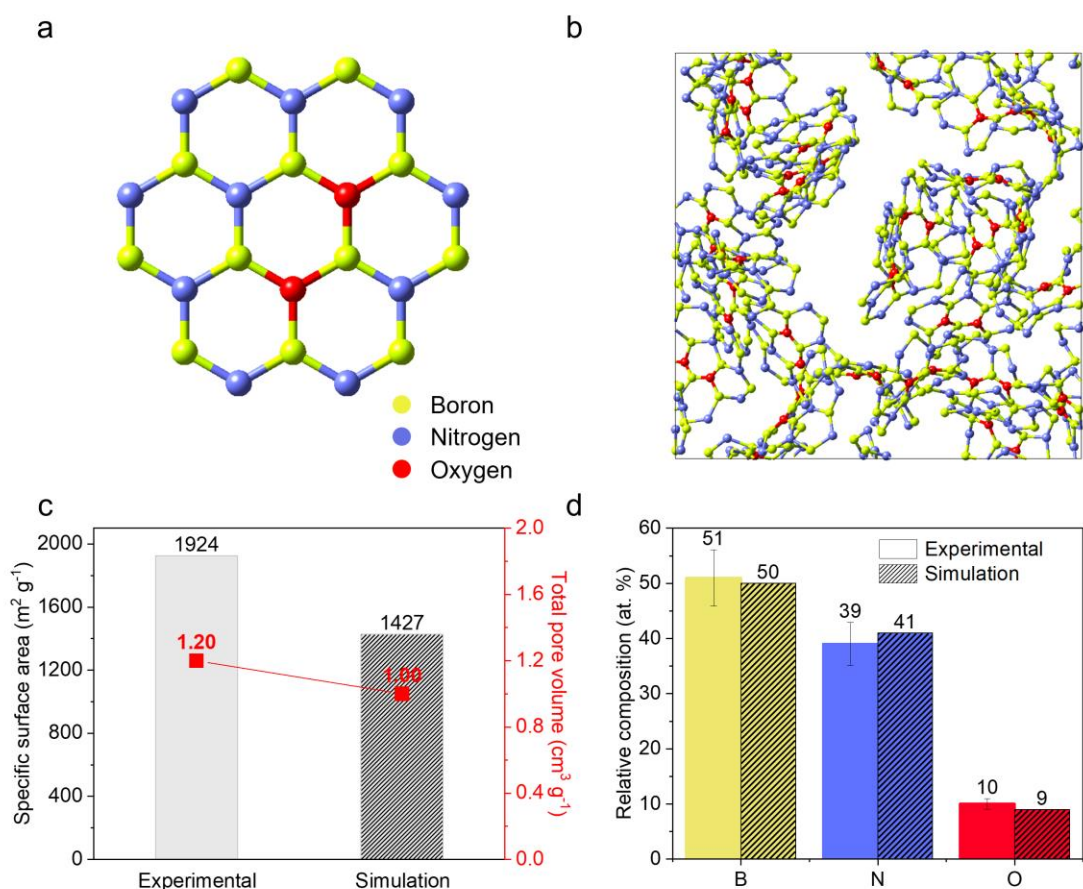 a
b
Boron
Nitrogen
Oxygen
c
d
Specific surface area (m² g⁻¹)
2000
1600
1200
800
400
0
1924
1.20
1427
1.00
Experimental
Simulation
2.0
1.6
1.2
0.8
0.4
0.0
Total pore volume (cm³ g⁻¹)
Relative composition (at. %)
60
50
40
30
20
10
0
51
50
39
41
10
9
Experimental
Simulation
B
N
O